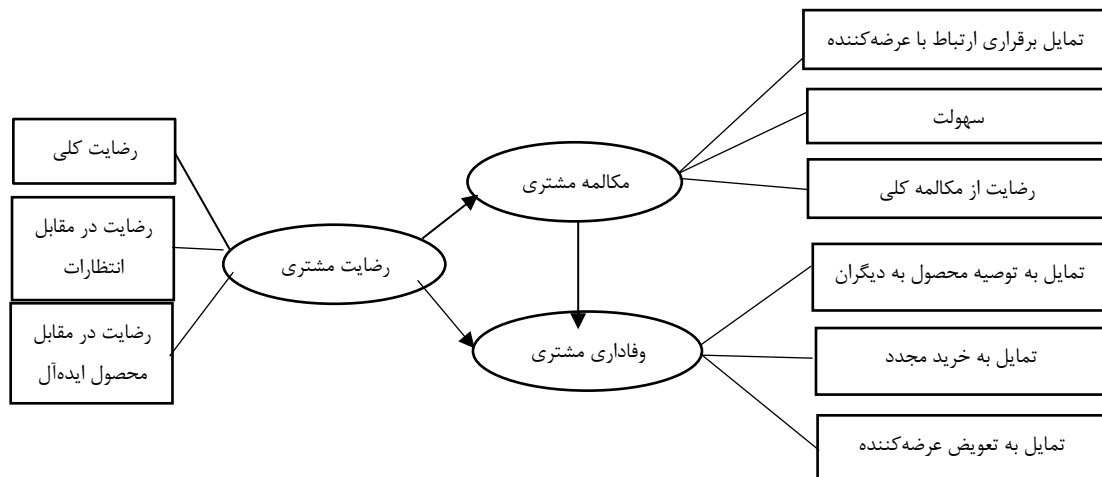 تمایل برقراری ارتباط با عرضه‌کننده
سهولت
رضایت از مکالمه کلی
مکالمه مشتری
رضایت کلی
رضایت در مقابل
انتظارات
رضایت در مقابل
محصول ایده‌آل
رضایت مشتری
وفاداری مشتری
تمایل به توصیه محصول به دیگران
تمایل به خرید مجدد
تمایل به تعویض عرضه‌کننده